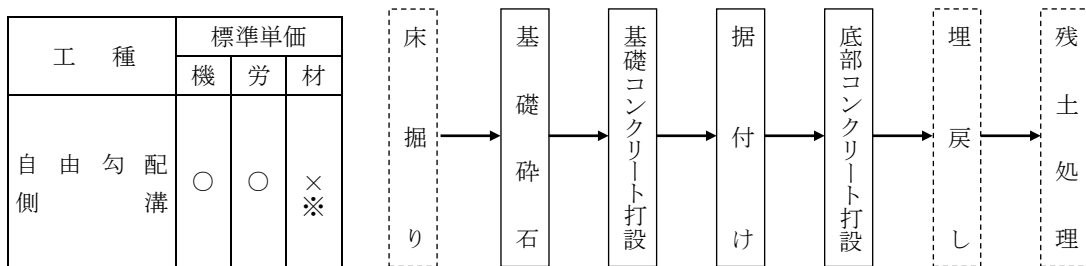 工種
標準単価
機
労
材
自由勾配
側溝
○
○
×
※
床掘り
基礎砕石
基礎コンクリート打設
据付け
底部コンクリート打設
埋戻し
残土処理